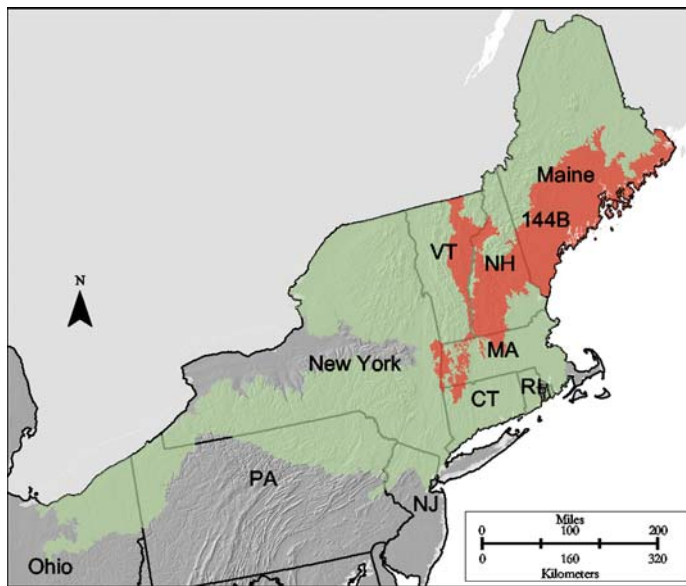 Maine
144B
VT
NH
N
New York
MA
CT
RI
PA
NJ
Ohio
Miles
0 100 200
0 160 320
Kilometers